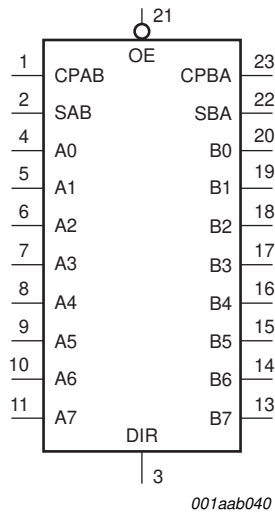 21
OE
1 CPAB CPBA 23
2 SAB SBA 22
4 A0 B0 20
5 A1 B1 19
6 A2 B2 18
7 A3 B3 17
8 A4 B4 16
9 A5 B5 15
10 A6 B6 14
11 A7 B7 13
DIR
3
001aab040